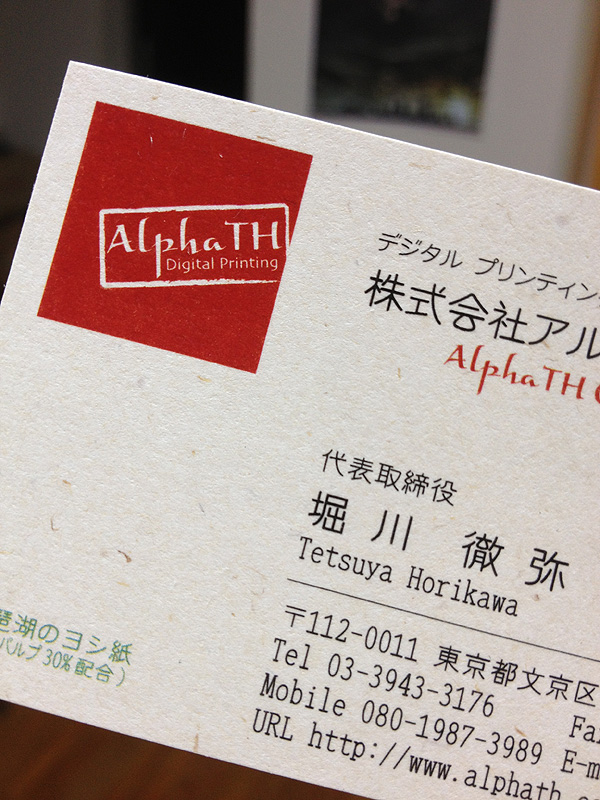 AlphaTH
Digital Printing
デジタル プリンティン
株式会社アル
AlphaTH
代表取締役
堀川 徹弥
Tetsuya Horikawa
〒112-0011 東京都文京区
Tel 03-3943-3176 Fa
Mobile 080-1987-3989 E-m
URL http://www.alphath
琶湖のヨシ紙
パルプ30%配合)